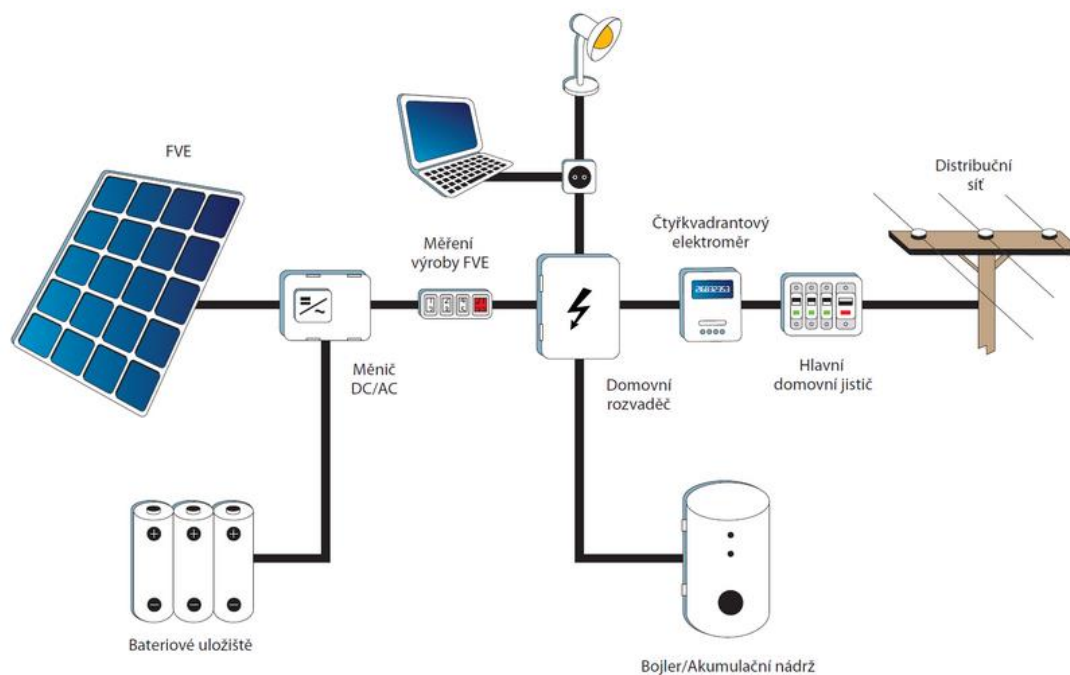 FVE
Měření
výroby FVE
Měnič
DC/AC
Čtyřkvadrantový
elektroměr
Distribuční
síť
Hlavní
domovní jistič
Domovní
rozvaděč
Bateriové uložiště
Bojler/Akumulační nádrž